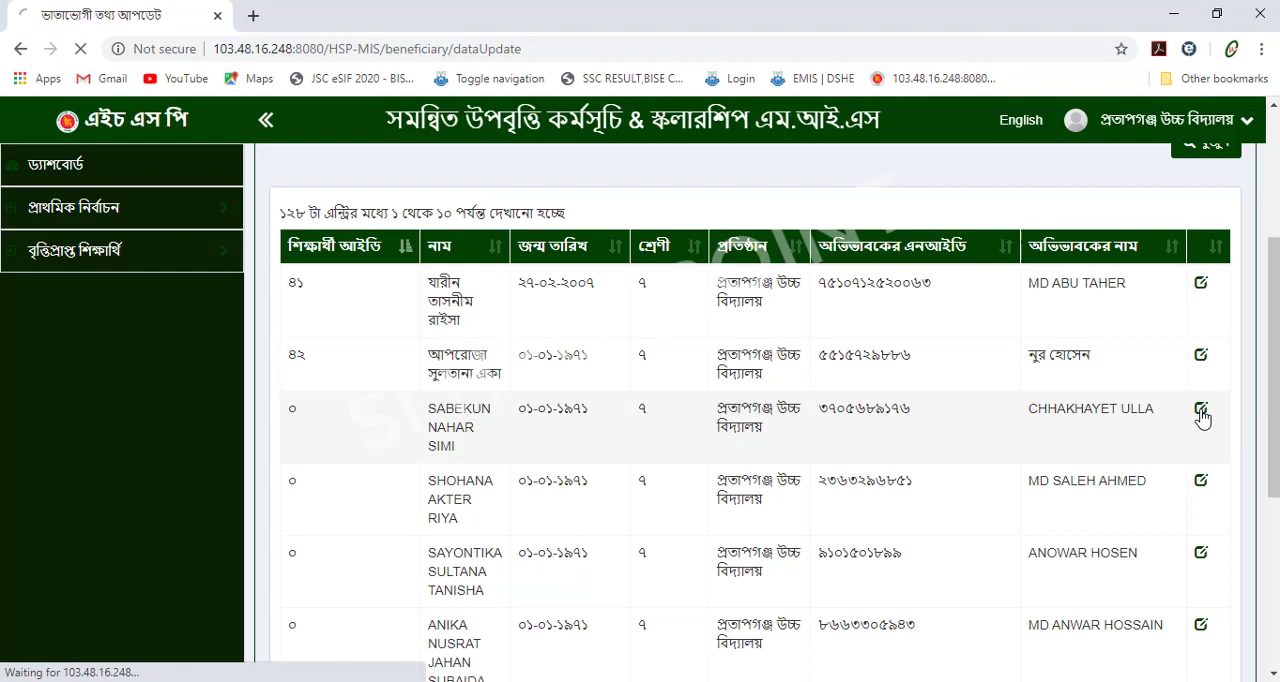 ভাতাভোগী তথ্য আপডেট
Not secure | 103.48.16.248:8080/HSP-MIS/beneficiary/dataUpdate
Apps Gmail YouTube Maps JSC eSIF 2020 - BIS... Toggle navigation SSC RESULT,BISE C... Login EMIS | DSHE 103.48.16.248:8080... Other bookmarks
এইচ এস পি সমন্বিত উপবৃত্তি কর্মসূচি & স্কলারশিপ এম.আই.এস English প্রতাপগঞ্জ উচ্চ বিদ্যালয়
ড্যাশবোর্ড
প্রাথমিক নির্বাচন
বৃত্তিপ্রাপ্ত শিক্ষার্থি
১২৮ টা এন্ট্রির মধ্যে ১ থেকে ১০ পর্যন্ত দেখানো হচ্ছে
শিক্ষার্থী আইডি নাম জন্ম তারিখ শ্রেণী প্রতিষ্ঠান অভিভাবকের এনআইডি অভিভাবকের নাম
৪১ যারীন ২৭-০২-২০০৭ ৭ প্রতাপগঞ্জ উচ্চ ৭৫১০৭১২৫২০০৬৩ MD ABU TAHER
তাসনীম বিদ্যালয়
রাইসা
৪২ আপরোজা ০১-০১-১৯৭১ ৭ প্রতাপগঞ্জ উচ্চ ৫৫১৫৭২৯৮৮৬ নুর হোসেন
সুলতানা একা বিদ্যালয়
০ SABEKUN ০১-০১-১৯৭১ ৭ প্রতাপগঞ্জ উচ্চ ৩৭০৫৬৮৯১৭৬ CHHAKHAYET ULLA
NAHAR বিদ্যালয়
SIMI
০ SHOHANA ০১-০১-১৯৭১ ৭ প্রতাপগঞ্জ উচ্চ ২৩৬৩২৯৬৮৫১ MD SALEH AHMED
AKTER বিদ্যালয়
RIYA
০ SAYONTIKA ০১-০১-১৯৭১ ৭ প্রতাপগঞ্জ উচ্চ ৯১০১৫০১৮৯৯ ANOWAR HOSEN
SULTANA বিদ্যালয়
TANISHA
০ ANIKA ০১-০১-১৯৭১ ৭ প্রতাপগঞ্জ উচ্চ ৮৬৬৩৩০৫৯৪৩ MD ANWAR HOSSAIN
NUSRAT বিদ্যালয়
JAHAN
SUBAIDA
Waiting for 103.48.16.248...